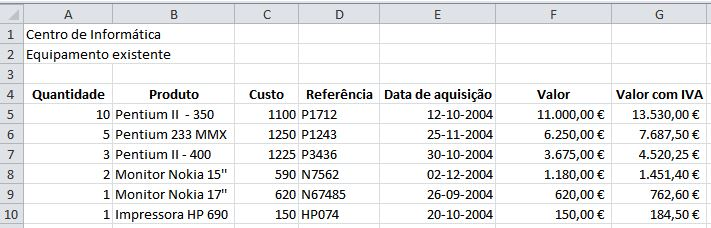 A B C D E F G
1 Centro de Informática
2 Equipamento existente
3
4 Quantidade Produto Custo Referência Data de aquisição Valor Valor com IVA
5 10 Pentium II - 350 1100 P1712 12-10-2004 11.000,00 € 13.530,00 €
6 5 Pentium 233 MMX 1250 P1243 25-11-2004 6.250,00 € 7.687,50 €
7 3 Pentium II - 400 1225 P3436 30-10-2004 3.675,00 € 4.520,25 €
8 2 Monitor Nokia 15" 590 N7562 02-12-2004 1.180,00 € 1.451,40 €
9 1 Monitor Nokia 17" 620 N67485 26-09-2004 620,00 € 762,60 €
10 1 Impressora HP 690 150 HP074 20-10-2004 150,00 € 184,50 €